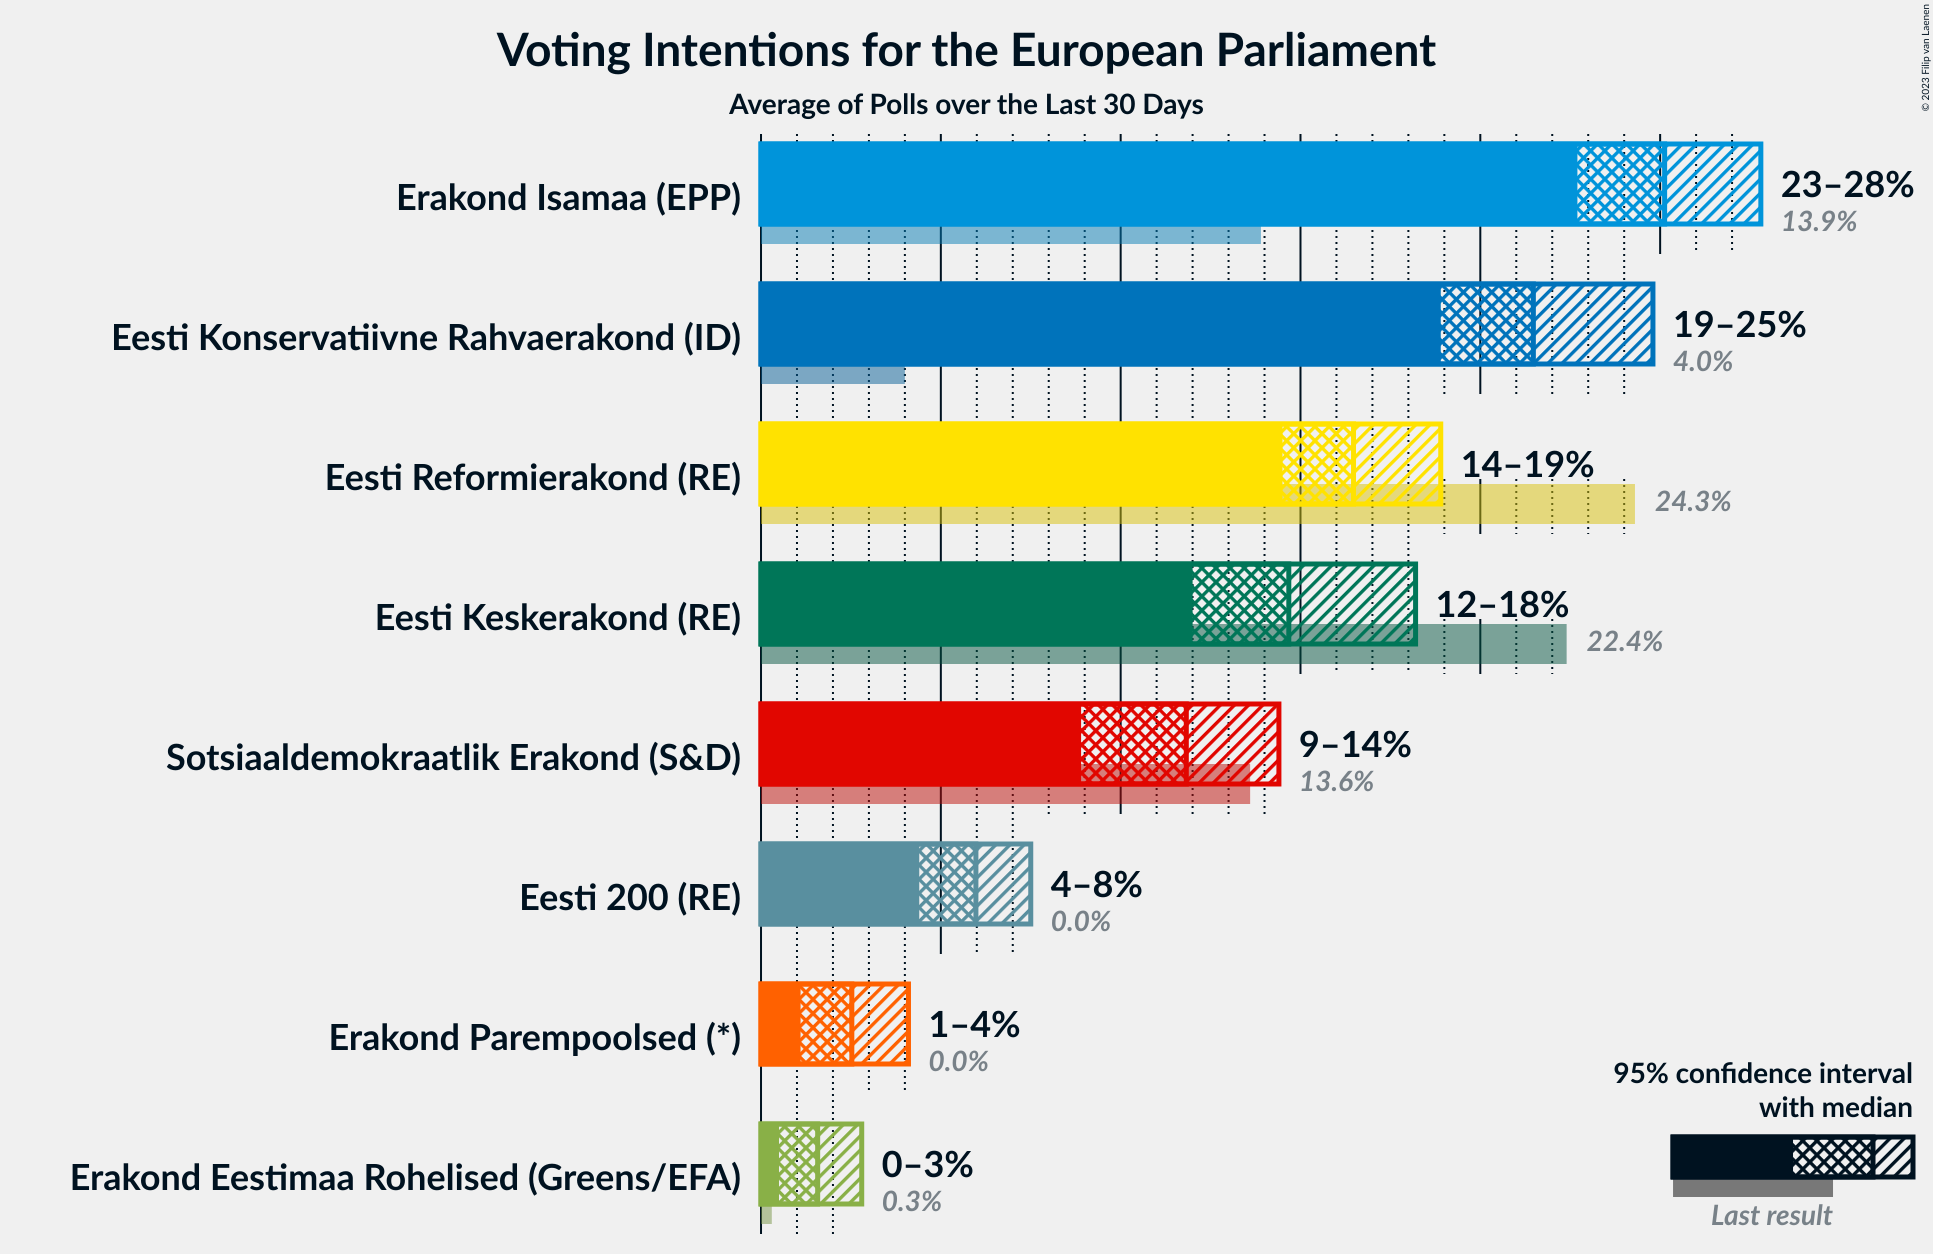 Voting Intentions for the European Parliament
Average of Polls over the Last 30 Days
© 2023 Filip van Laenen
Erakond Isamaa (EPP)
23–28%
13.9%
Eesti Konservatiivne Rahvaerakond (ID)
19–25%
4.0%
Eesti Reformierakond (RE)
14–19%
24.3%
Eesti Keskerakond (RE)
12–18%
22.4%
Sotsiaaldemokraatlik Erakond (S&D)
9–14%
13.6%
Eesti 200 (RE)
4–8%
0.0%
Erakond Parempoolsed (*)
1–4%
0.0%
Erakond Eestimaa Rohelised (Greens/EFA)
0–3%
0.3%
95% confidence interval
with median
Last result